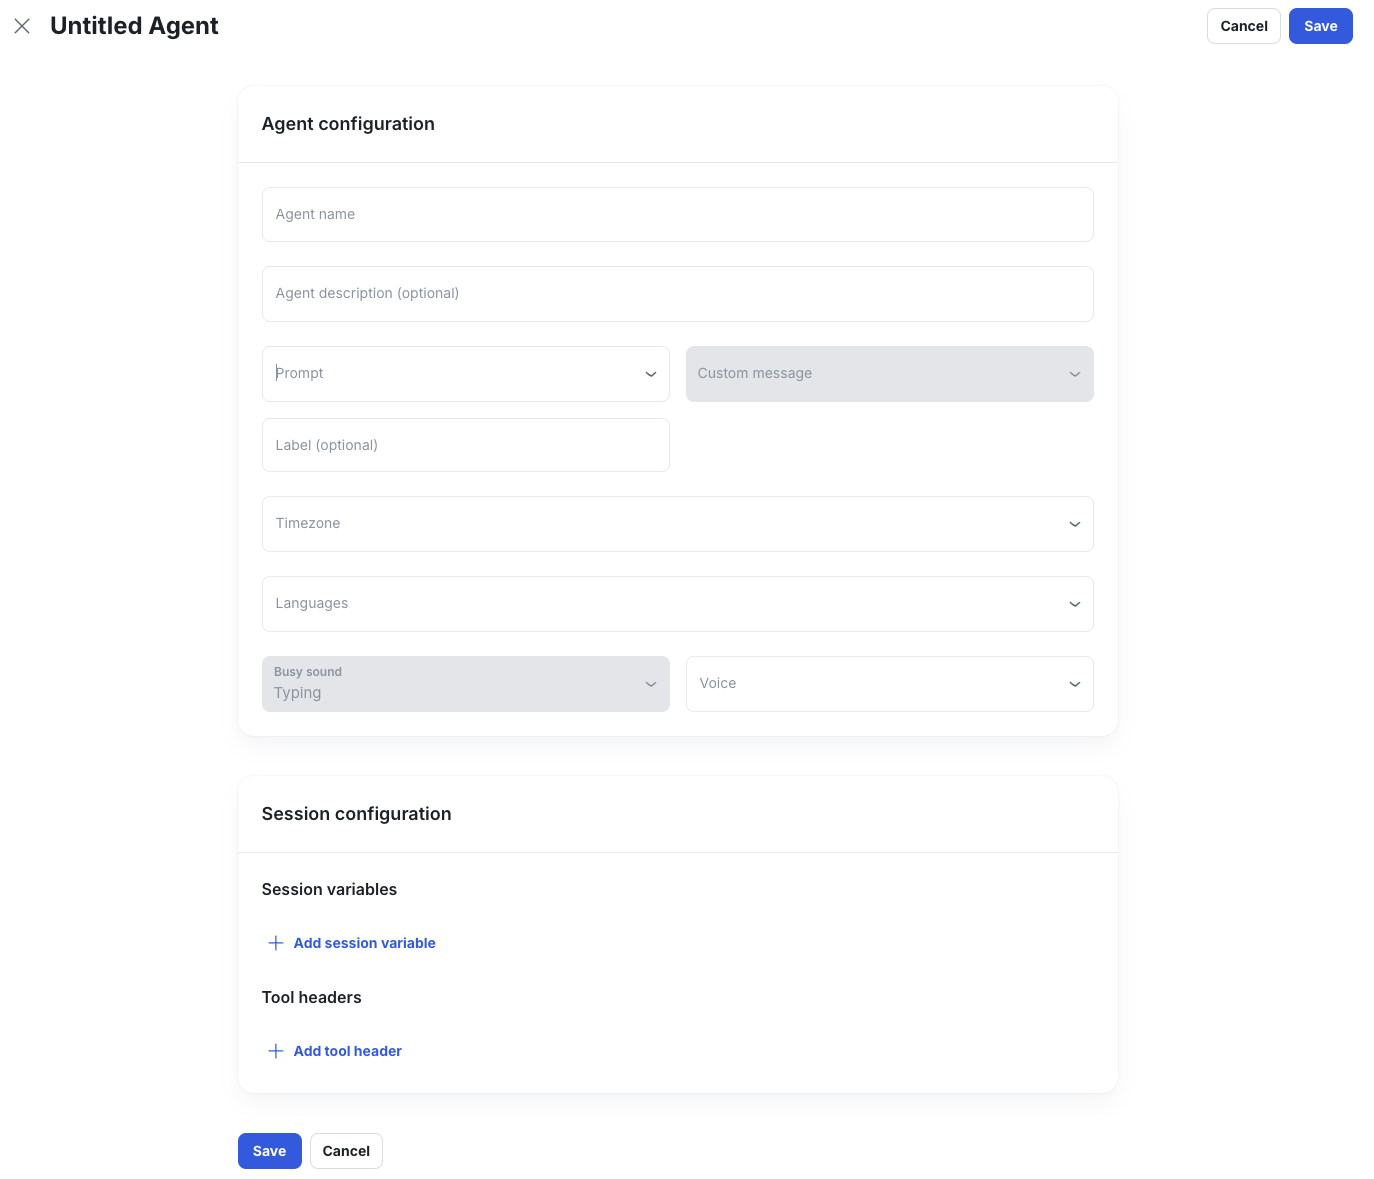 Untitled Agent
Cancel
Save
Agent configuration
Agent name
Agent description (optional)
Prompt
Custom message
Label (optional)
Timezone
Languages
Busy sound
Typing
Voice
Session configuration
Session variables
Add session variable
Tool headers
Add tool header
Save
Cancel